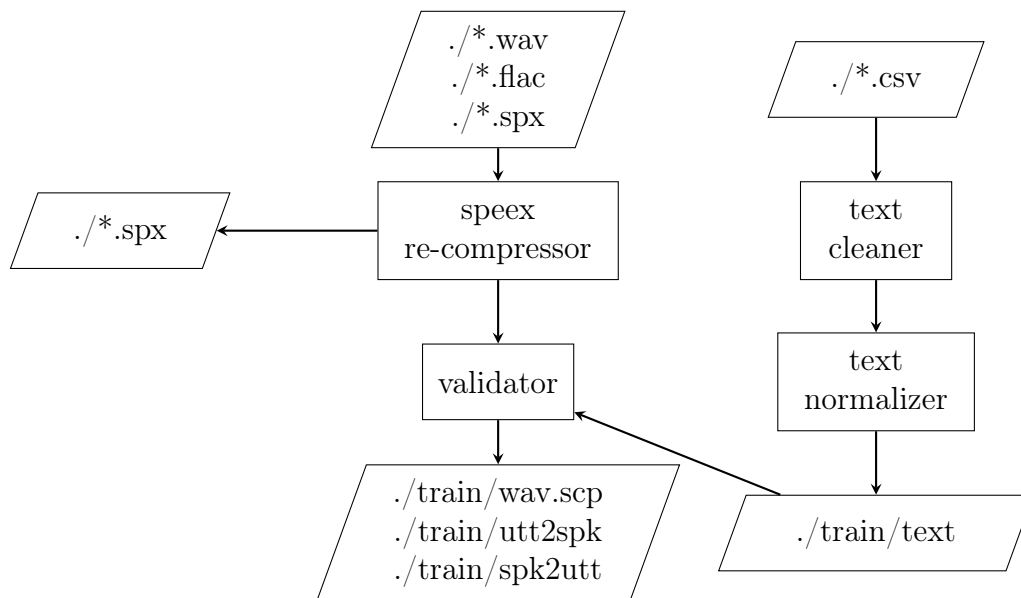 ./*.wav
./*.flac
./*.spx
./*.csv
./*.spx
speex
re-compressor
text
cleaner
validator
text
normalizer
./train/wav.scp
./train/utt2spk
./train/spk2utt
./train/text